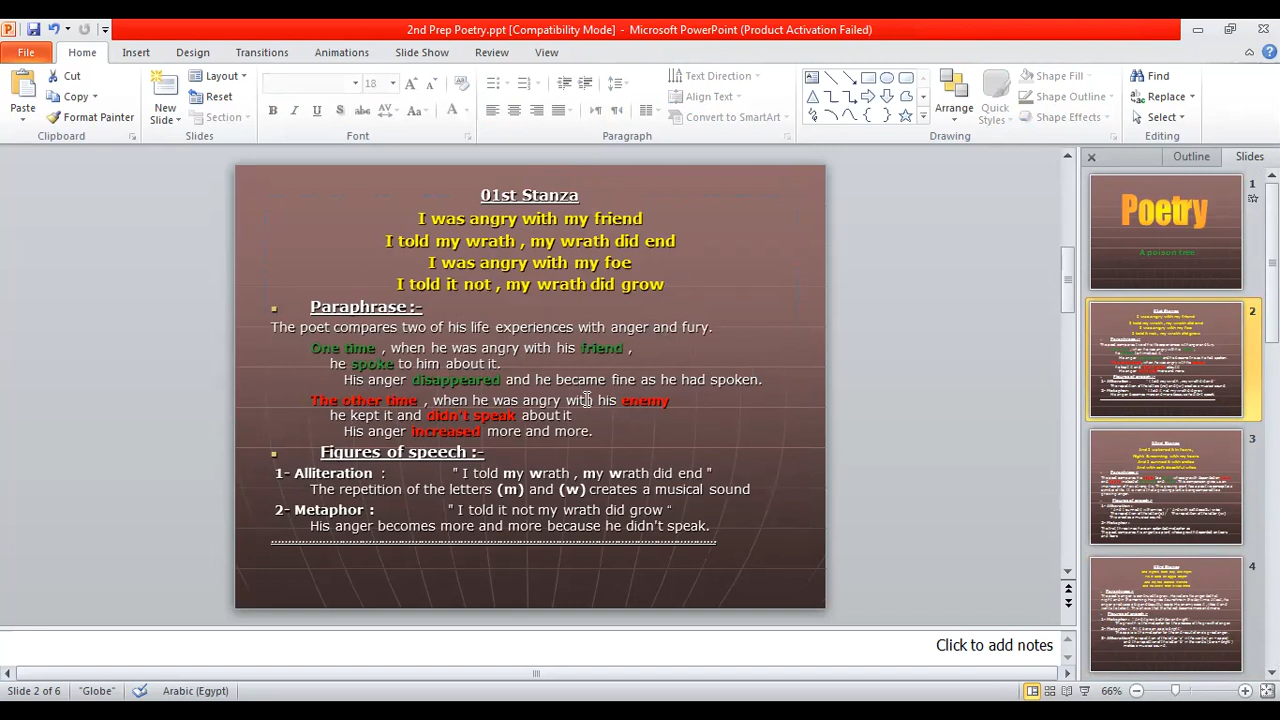 2nd Prep Poetry.ppt [Compatibility Mode] - Microsoft PowerPoint (Product Activation Failed)
File Home Insert Design Transitions Animations Slide Show Review View
Paste
Cut
Copy
Format Painter
Clipboard
New Slide
Layout
Reset
Section
Slides
18
Font
Paragraph
Text Direction
Align Text
Convert to SmartArt
Arrange
Quick Styles
Shape Fill
Shape Outline
Shape Effects
Drawing
Find
Replace
Select
Editing
01st Stanza
I was angry with my friend
I told my wrath , my wrath did end
I was angry with my foe
I told it not , my wrath did grow
Paraphrase :-
The poet compares two of his life experiences with anger and fury.
One time , when he was angry with his friend ,
he spoke to him about it.
His anger disappeared and he became fine as he had spoken.
The other time , when he was angry with his enemy
he kept it and didn't speak about it
His anger increased more and more.
Figures of speech :-
1- Alliteration : " I told my wrath , my wrath did end "
The repetition of the letters (m) and (w) creates a musical sound
2- Metaphor : " I told it not my wrath did grow "
His anger becomes more and more because he didn't speak.
Outline Slides
1
Poetry
A poison tree
2
3
4
Click to add notes
Slide 2 of 6 "Globe" Arabic (Egypt) 66%